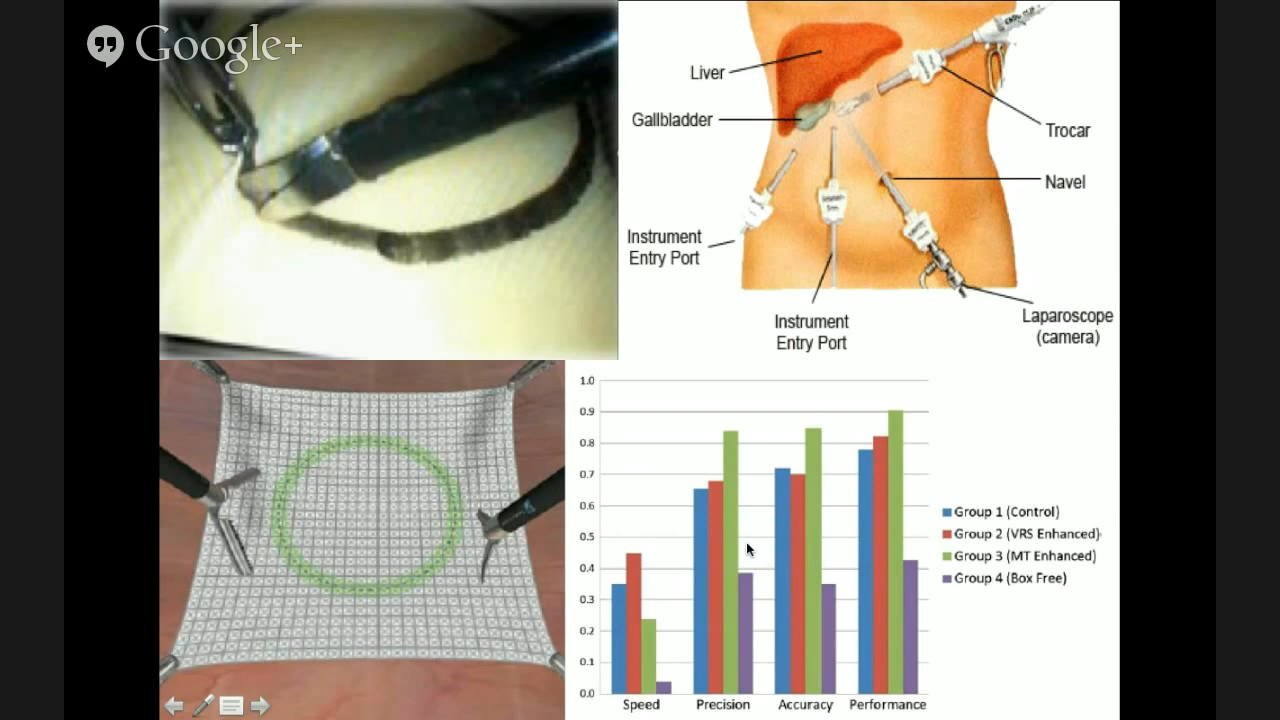 Google+
Liver
Gallbladder
Trocar
Navel
Instrument
Entry Port
Instrument
Entry Port
Laparoscope
(camera)
1.0
0.9
0.8
0.7
0.6
0.5
0.4
0.3
0.2
0.1
0.0
Speed
Precision
Accuracy
Performance
Group 1 (Control)
Group 2 (VRS Enhanced)
Group 3 (MT Enhanced)
Group 4 (Box Free)